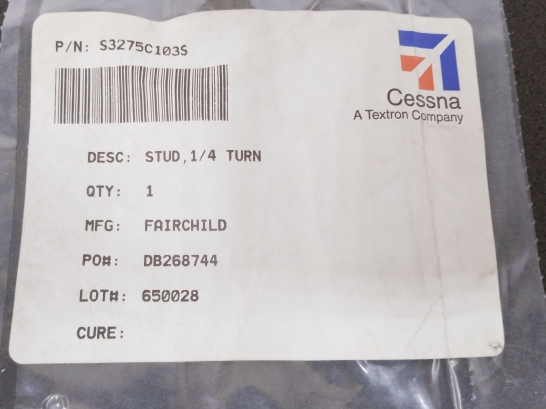 P/N: S3275C103S
Cessna
A Textron Company
DESC: STUD,1/4 TURN
QTY: 1
MFG: FAIRCHILD
PO#: DB268744
LOT#: 650028
CURE: